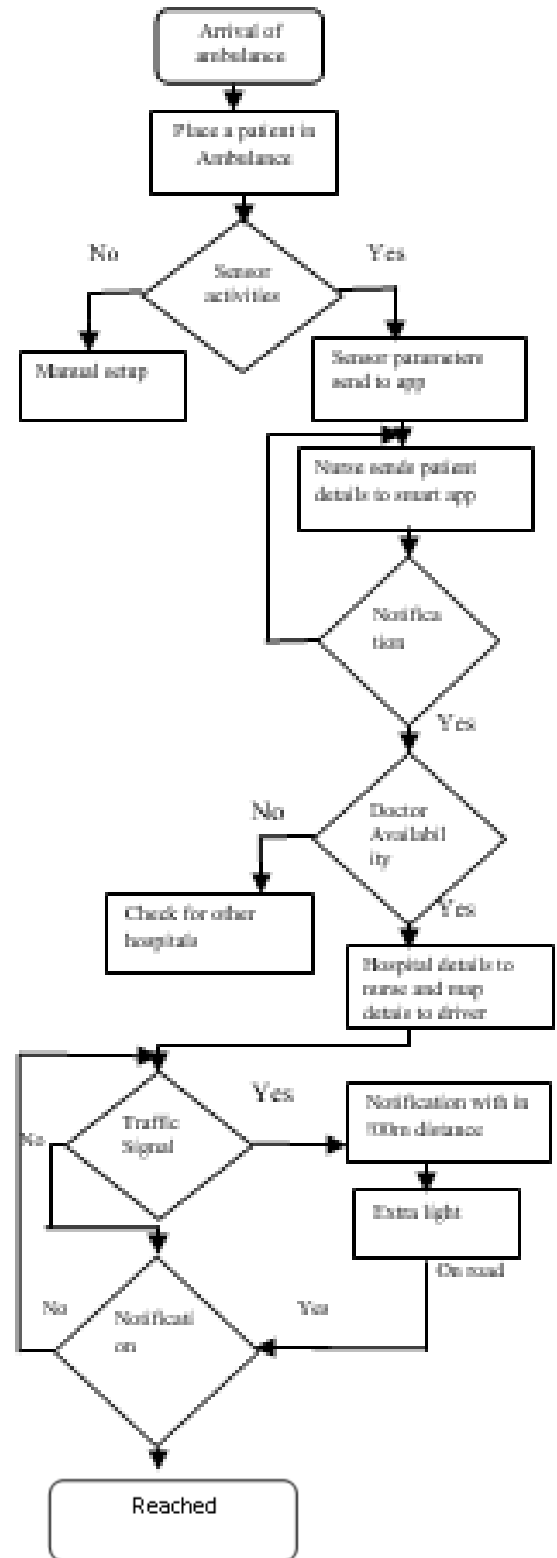 Arrival of
ambulance
Place a patient in
Ambulance
No
Yes
Sensor
activities
Manual setup
Sensor parameters
send to app
Nurse sends patient
details to smart app
Notifica
tion
Yes
No
Doctor
Availabil
ity
Yes
Check for other
hospitals
Hospital details to
nurse and map
details to driver
Yes
Traffic
Signal
No
Notification with in
distance
Extra light
On road
No
Yes
Notificati
on
Reached